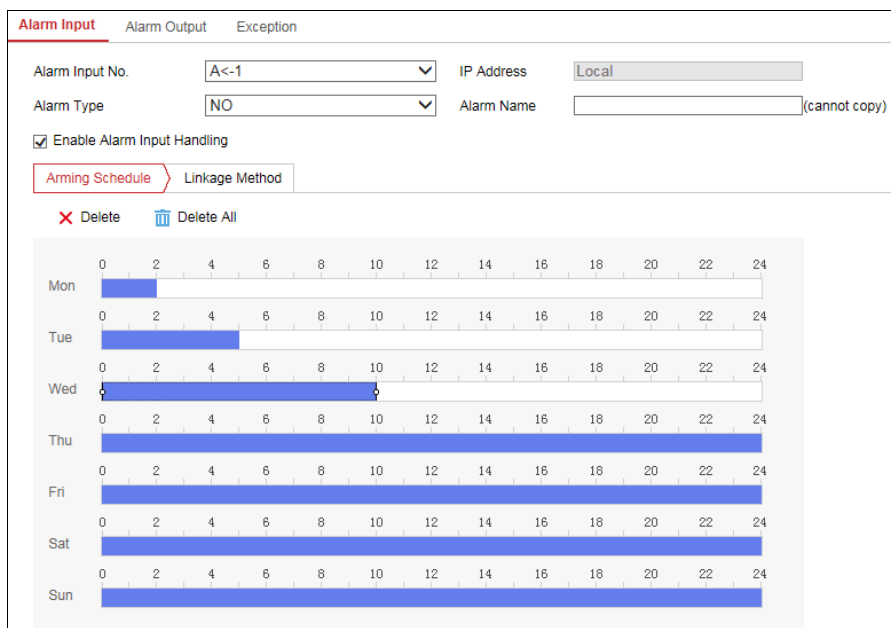 Alarm Input Alarm Output Exception
Alarm Input No. A<-1 IP Address Local
Alarm Type NO Alarm Name (cannot copy)
Enable Alarm Input Handling
Arming Schedule Linkage Method
Delete Delete All
0 2 4 6 8 10 12 14 16 18 20 22 24
Mon
0 2 4 6 8 10 12 14 16 18 20 22 24
Tue
0 2 4 6 8 10 12 14 16 18 20 22 24
Wed
0 2 4 6 8 10 12 14 16 18 20 22 24
Thu
0 2 4 6 8 10 12 14 16 18 20 22 24
Fri
0 2 4 6 8 10 12 14 16 18 20 22 24
Sat
0 2 4 6 8 10 12 14 16 18 20 22 24
Sun